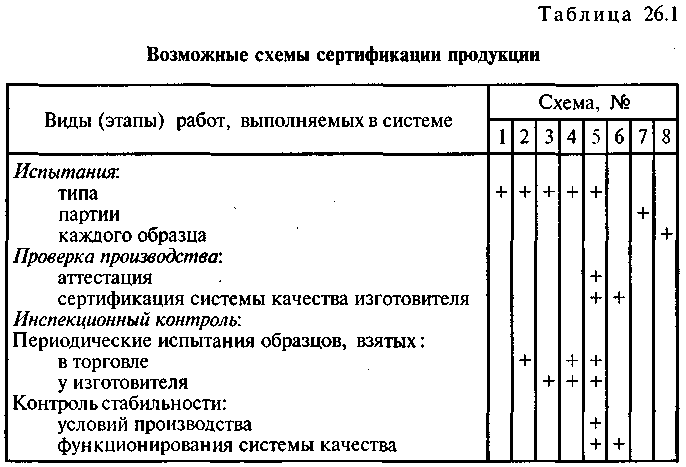 Таблица 26.1
Возможные схемы сертификации продукции
Виды (этапы) работ, выполняемых в системе
Схема, №
1 2 3 4 5 6 7 8
Испытания:
типа + + + + +
партии +
каждого образца +
Проверка производства:
аттестация +
сертификация системы качества изготовителя + +
Инспекционный контроль:
Периодические испытания образцов, взятых:
в торговле + + +
у изготовителя + + +
Контроль стабильности:
условий производства +
функционирования системы качества + +